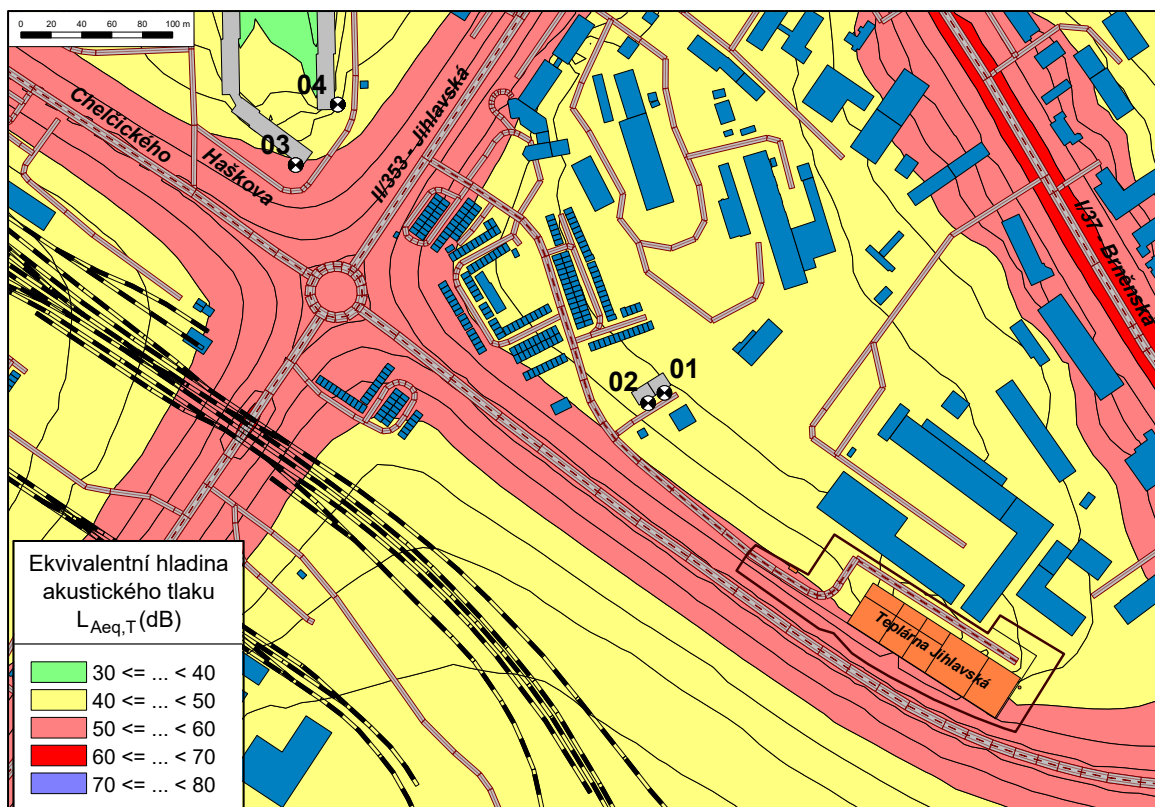 0 20 40 60 80 100 m
04
03
Chelčického
Haškova
II/353 - Jihlavská
I/37 - Brněnska
02 01
Teplárna Jihlavská
Ekvivalentní hladina
akustického tlaku
LAeq,T(dB)
30 <= ... < 40
40 <= ... < 50
50 <= ... < 60
60 <= ... < 70
70 <= ... < 80